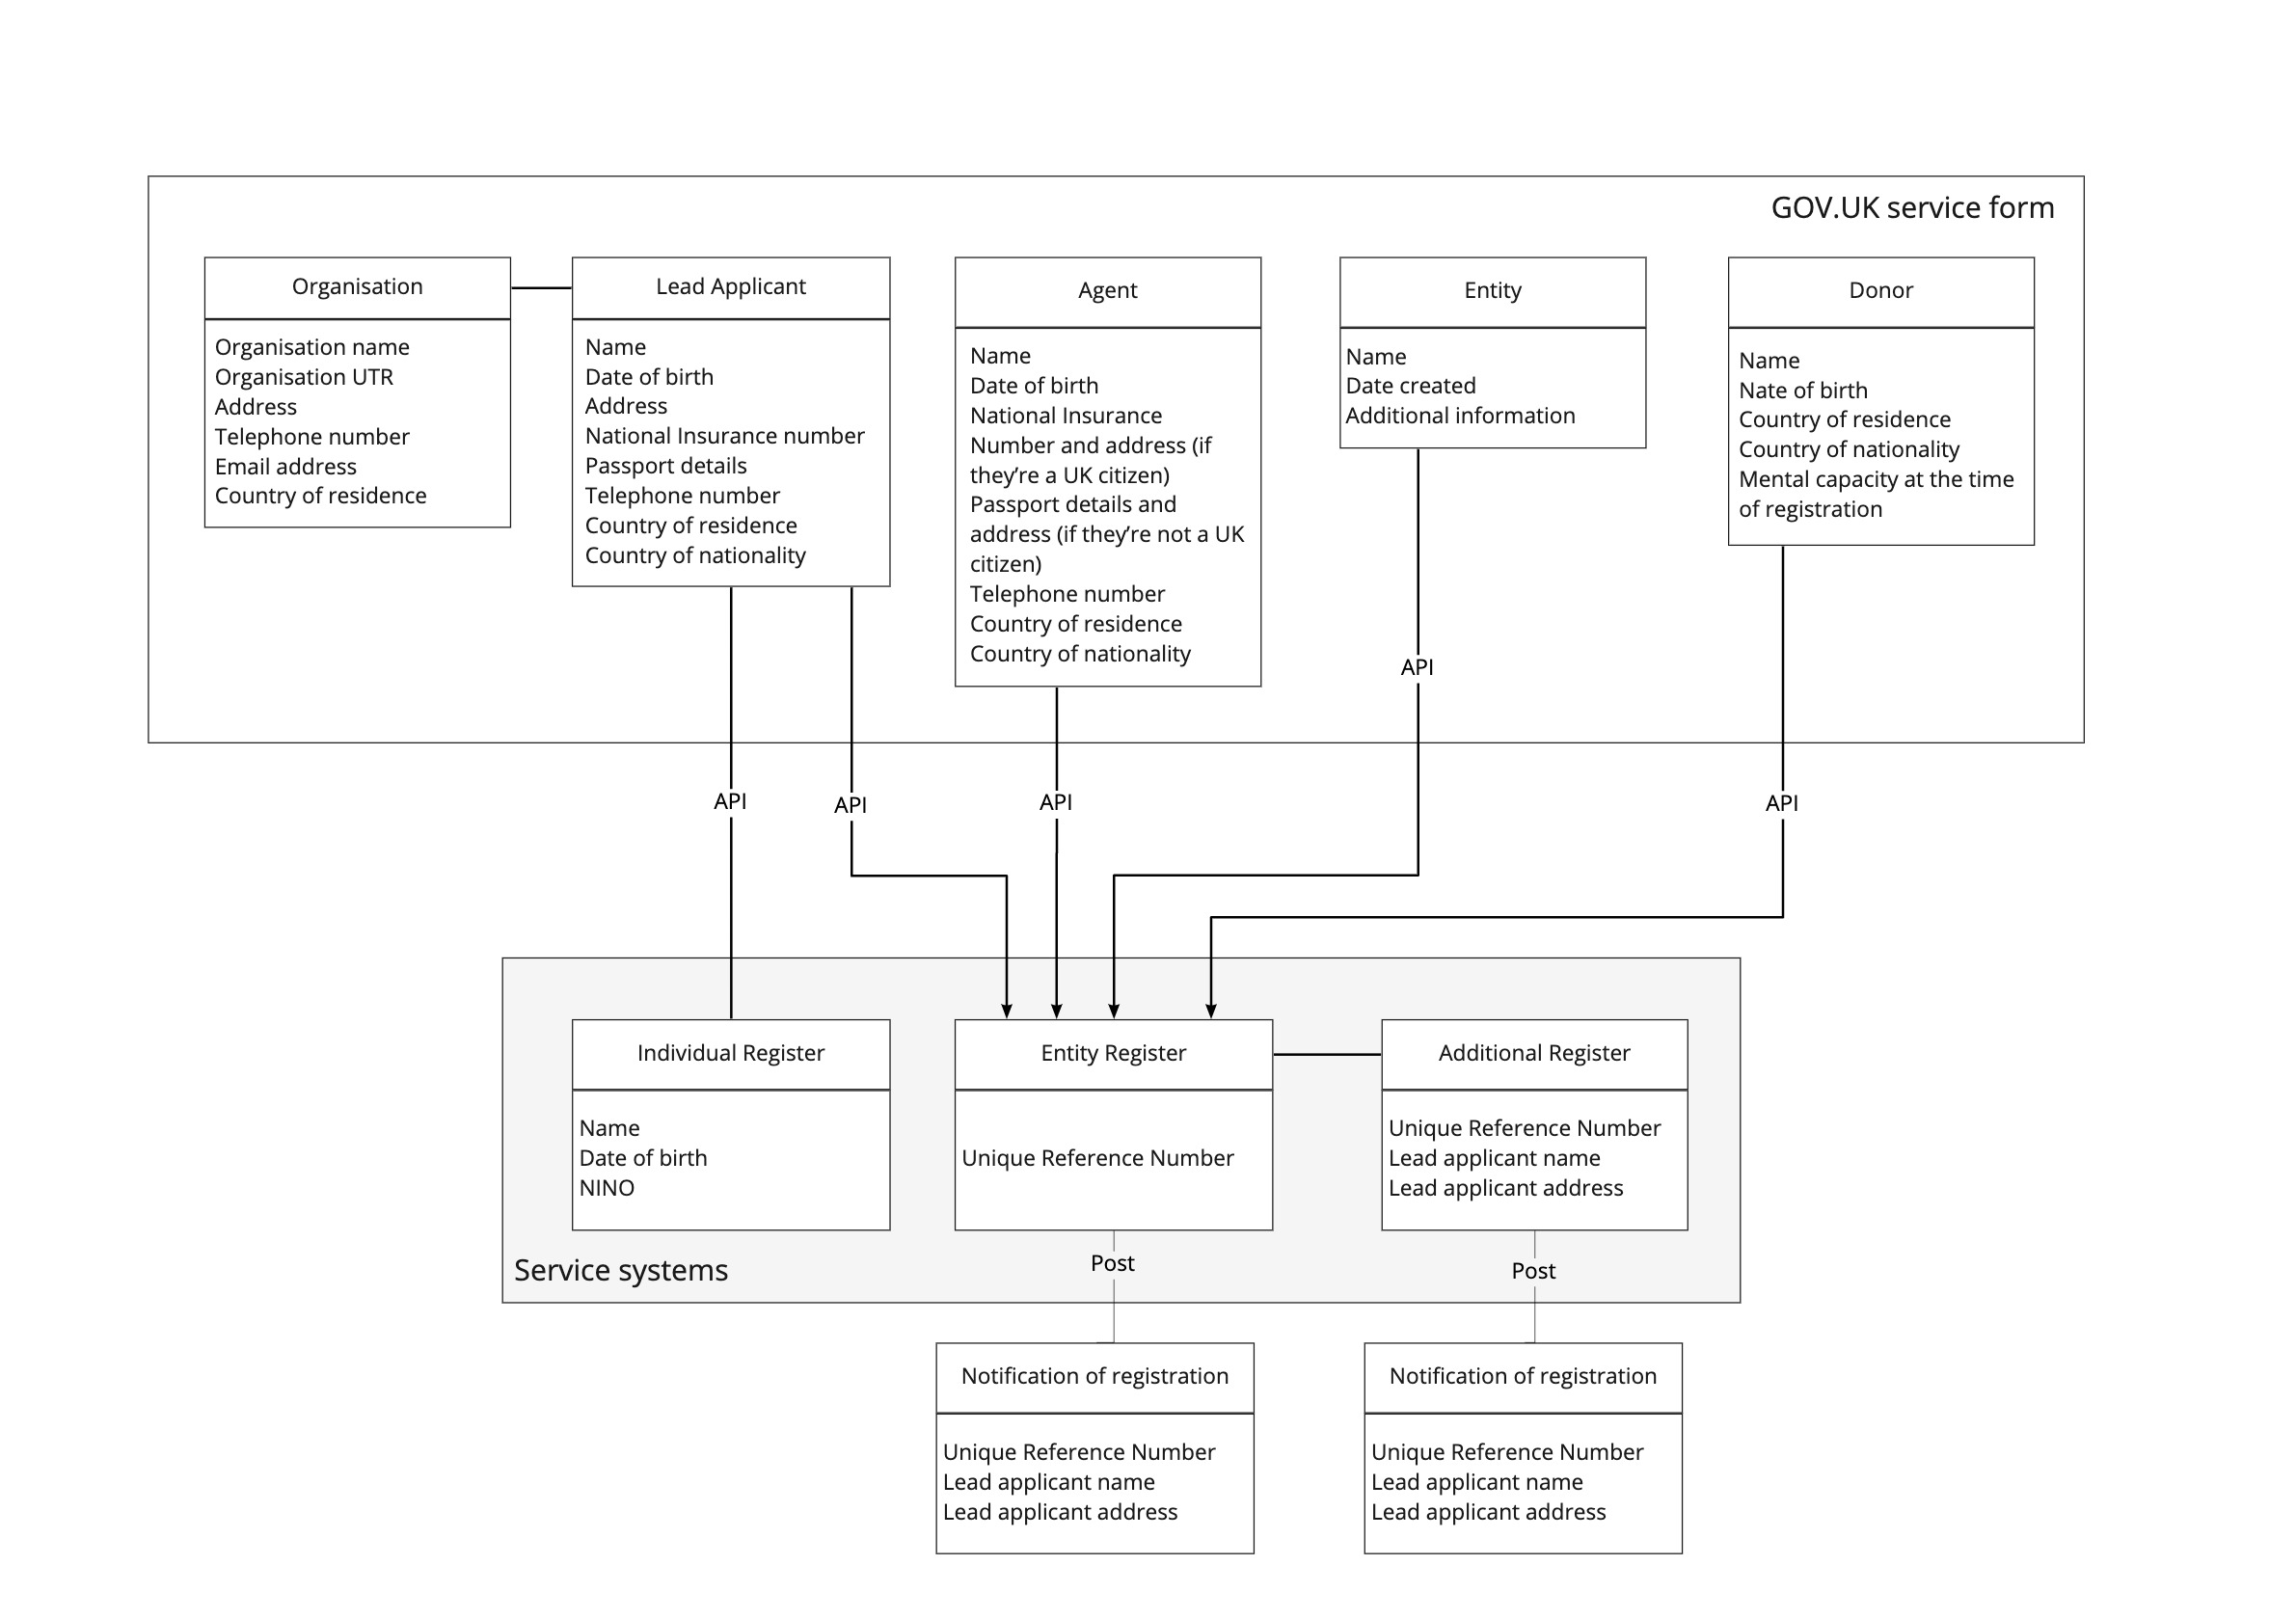 GOV.UK service form
Organisation
Organisation name
Organisation UTR
Address
Telephone number
Email address
Country of residence
Lead Applicant
Name
Date of birth
Address
National Insurance number
Passport details
Telephone number
Country of residence
Country of nationality
Agent
Name
Date of birth
National Insurance
Number and address (if
they’re a UK citizen)
Passport details and
address (if they’re not a UK
citizen)
Telephone number
Country of residence
Country of nationality
Entity
Name
Date created
Additional information
Donor
Name
Nate of birth
Country of residence
Country of nationality
Mental capacity at the time
of registration
API
API
API
API
API
Individual Register
Name
Date of birth
NINO
Entity Register
Unique Reference Number
Additional Register
Unique Reference Number
Lead applicant name
Lead applicant address
Service systems
Post
Post
Notification of registration
Unique Reference Number
Lead applicant name
Lead applicant address
Notification of registration
Unique Reference Number
Lead applicant name
Lead applicant address